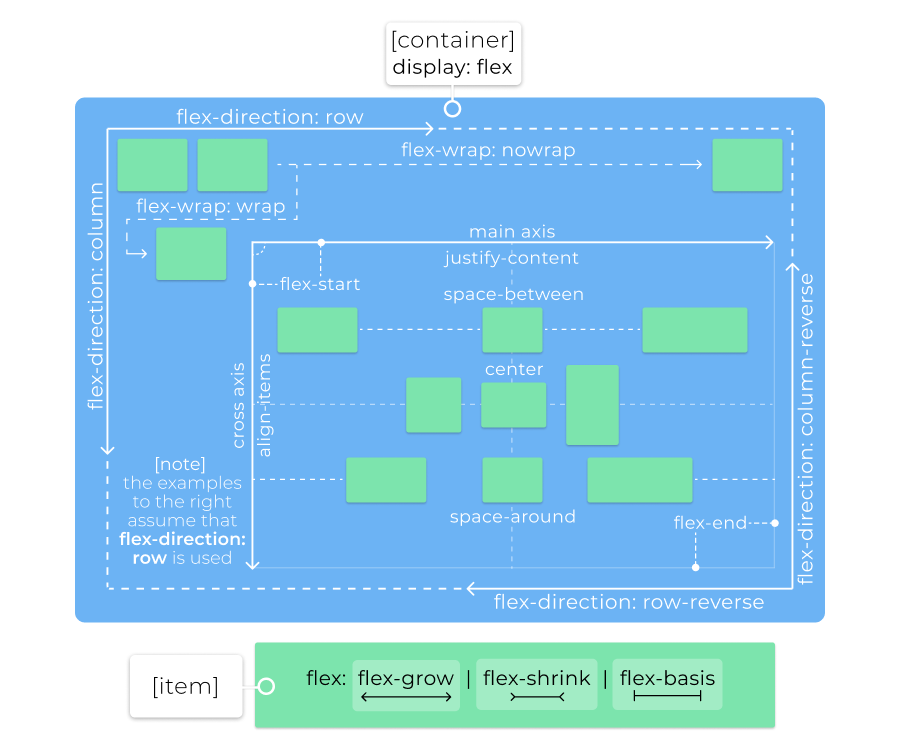 [container]
display: flex
flex-direction: row
flex-wrap: nowrap
flex-wrap: wrap
flex-direction: column
main axis
justify-content
flex-start
space-between
center
cross axis
align-items
space-around
flex-end
[note]
the examples
to the right
assume that
flex-direction:
row is used
flex-direction: column-reverse
flex-direction: row-reverse
[item]
flex: flex-grow | flex-shrink | flex-basis